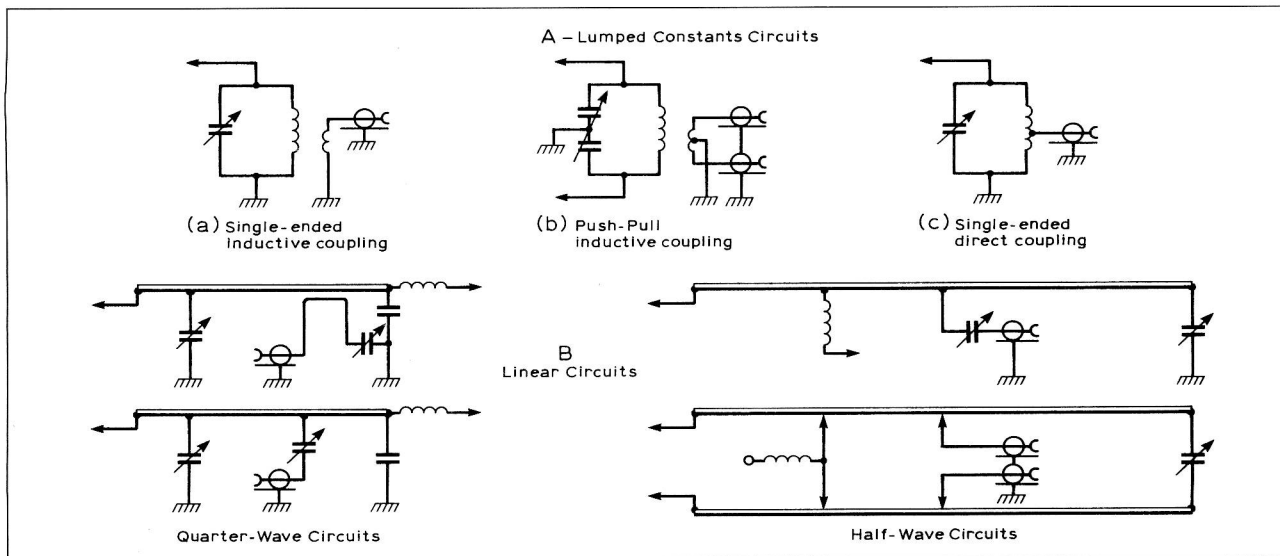 A – Lumped Constants Circuits
(a) Single-ended
inductive coupling
(b) Push-Pull
inductive coupling
(c) Single-ended
direct coupling
B
Linear Circuits
Quarter-Wave Circuits
Half-Wave Circuits